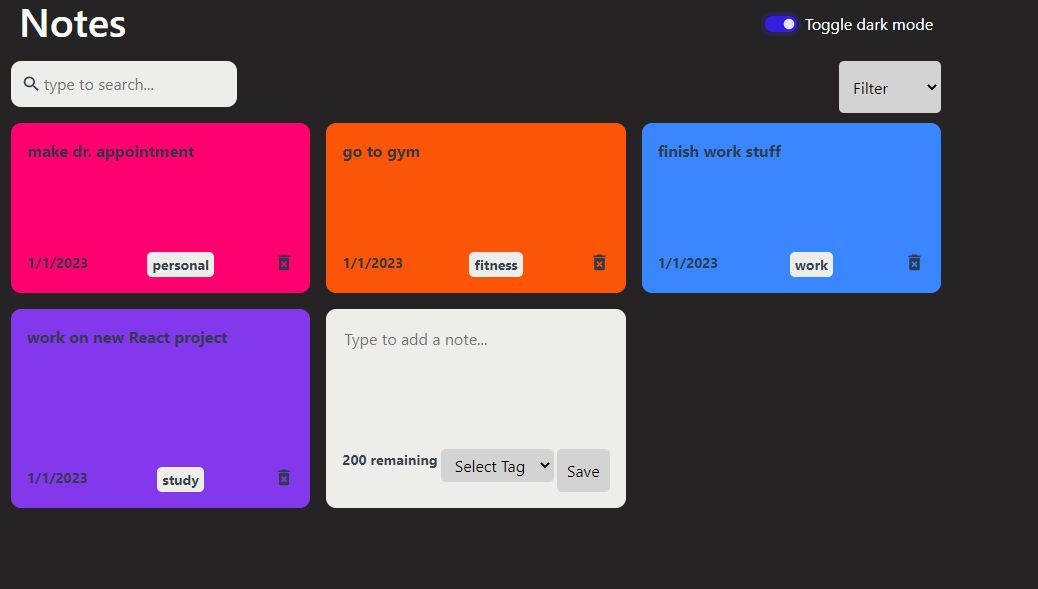 Notes
Toggle dark mode
type to search...
Filter
make dr. appointment
1/1/2023
personal
go to gym
1/1/2023
fitness
finish work stuff
1/1/2023
work
work on new React project
1/1/2023
study
Type to add a note...
200 remaining
Select Tag
Save